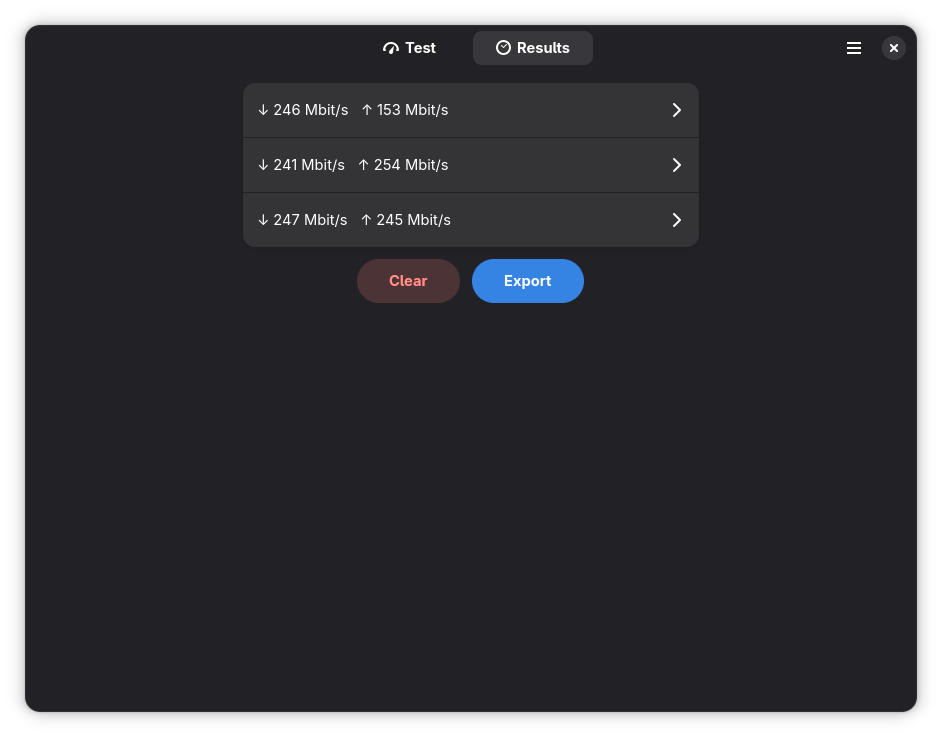 Test Results
↓ 246 Mbit/s ↑ 153 Mbit/s
↓ 241 Mbit/s ↑ 254 Mbit/s
↓ 247 Mbit/s ↑ 245 Mbit/s
Clear Export